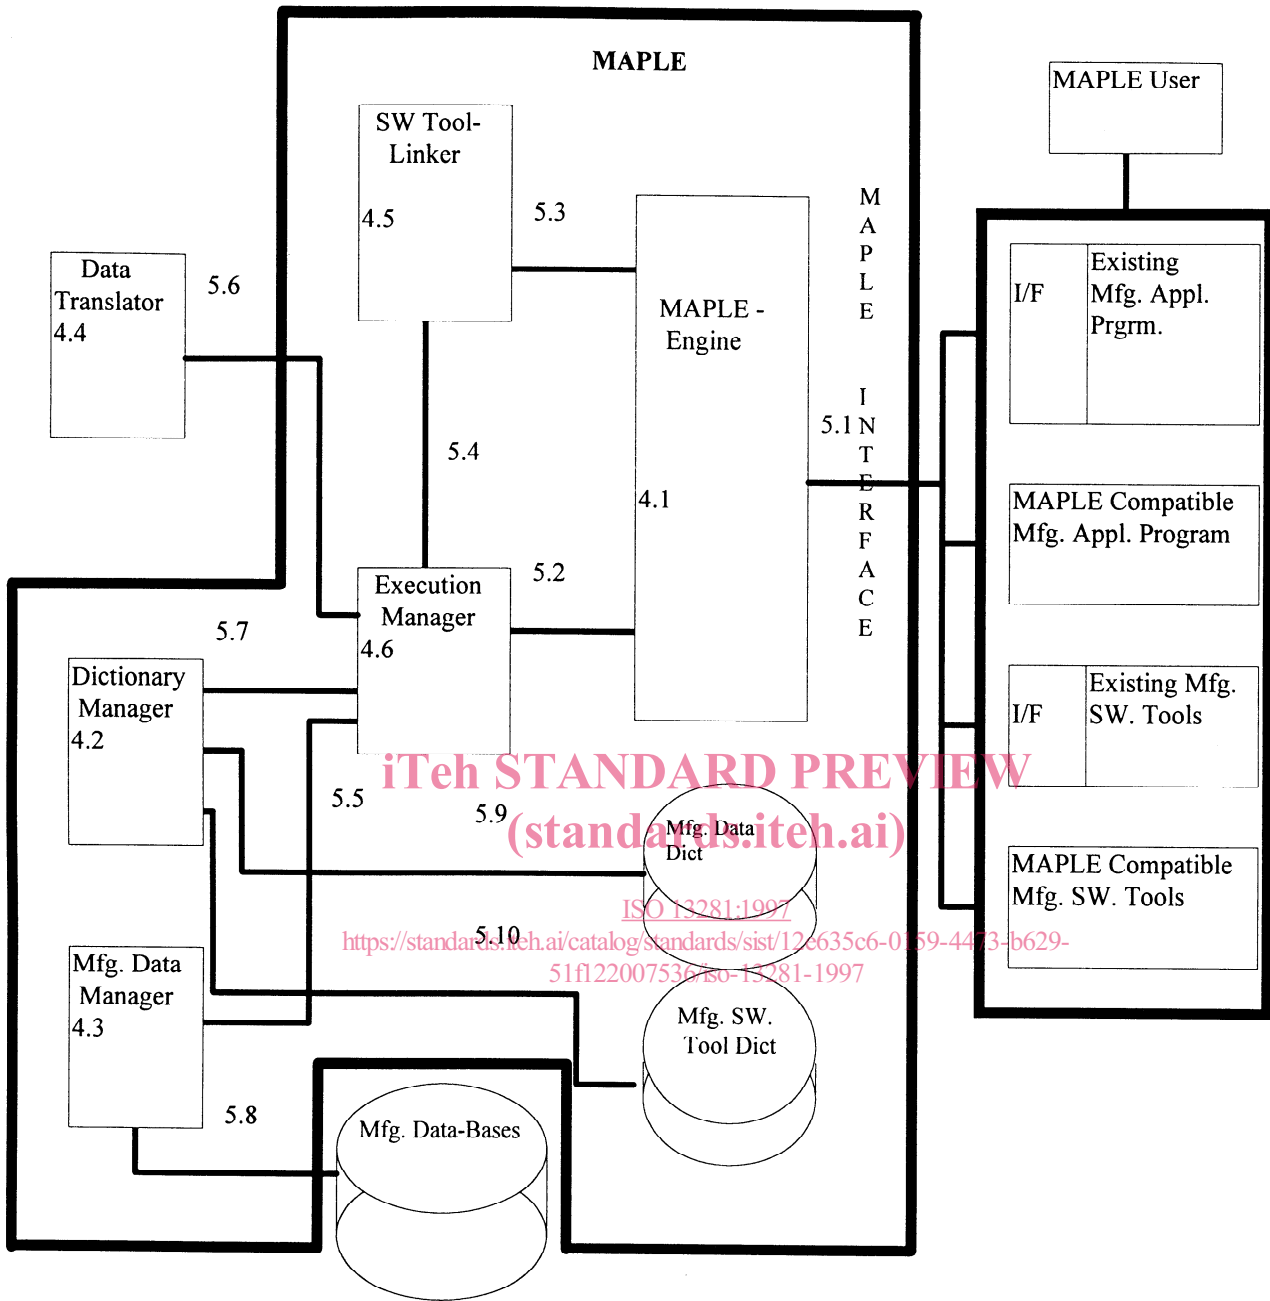 MAPLE
MAPLE User
SW Tool-
Linker
4.5
5.3
MAPLE -
Engine
4.1
M
A
P
L
E
I
N
T
E
R
F
A
C
E
5.1
I/F
Existing
Mfg. Appl.
Prgrm.
MAPLE Compatible
Mfg. Appl. Program
I/F
Existing Mfg.
SW. Tools
MAPLE Compatible
Mfg. SW. Tools
Data
Translator
4.4
5.6
5.4
5.2
Execution
Manager
4.6
5.7
Dictionary
Manager
4.2
5.5
5.9
iTeh STANDARD PREVIEW
(standards.iteh.ai)
Mfg. Data
Dict
ISO 13281:1997
https://standards.iteh.ai/catalog/standards/sist/12e635c6-0159-4473-b629-
51f122007536/iso-13281-1997
5.10
Mfg. Data
Manager
4.3
Mfg. SW.
Tool Dict
5.8
Mfg. Data-Bases